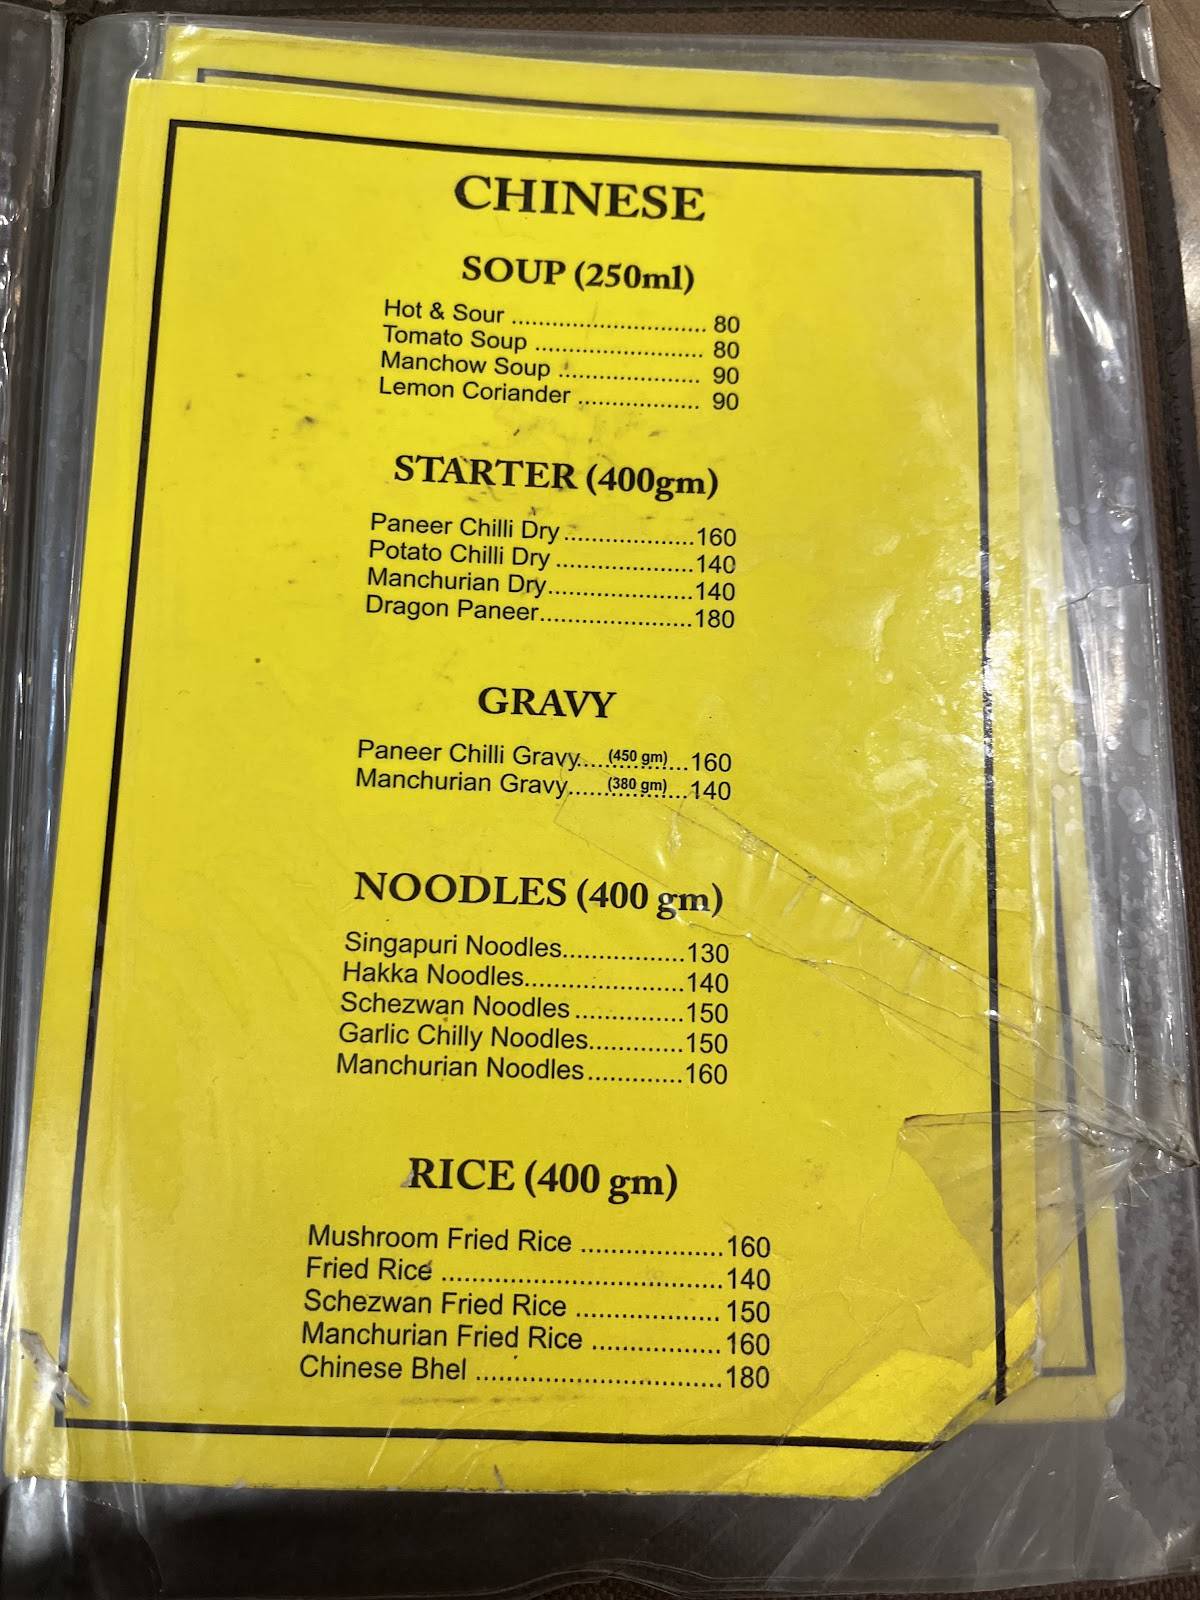 CHINESE
SOUP (250ml)
Hot & Sour ............................. 80
Tomato Soup ......................... 80
Manchow Soup ..................... 90
Lemon Coriander .................. 90
STARTER (400gm)
Paneer Chilli Dry...................160
Potato Chilli Dry ....................140
Manchurian Dry.....................140
Dragon Paneer......................180
GRAVY
Paneer Chilli Gravy....(450 gm)...160
Manchurian Gravy.....(380 gm)...140
NOODLES (400 gm)
Singapuri Noodles.................130
Hakka Noodles......................140
Schezwan Noodles ...............150
Garlic Chilly Noodles.............150
Manchurian Noodles.............160
RICE (400 gm)
Mushroom Fried Rice ...................160
Fried Rice .....................................140
Schezwan Fried Rice ................... 150
Manchurian Fried Rice ................. 160
Chinese Bhel ................................180